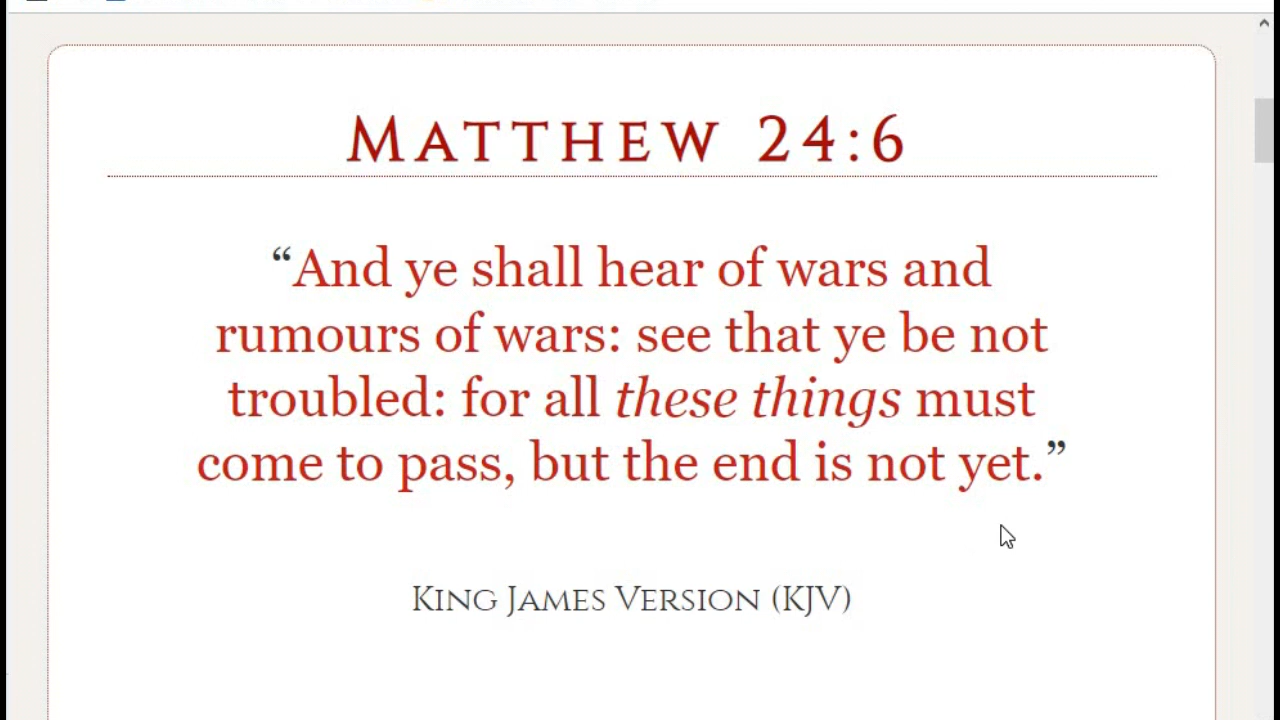 Matthew 24:6
“And ye shall hear of wars and
rumours of wars: see that ye be not
troubled: for all these things must
come to pass, but the end is not yet.”
King James Version (KJV)